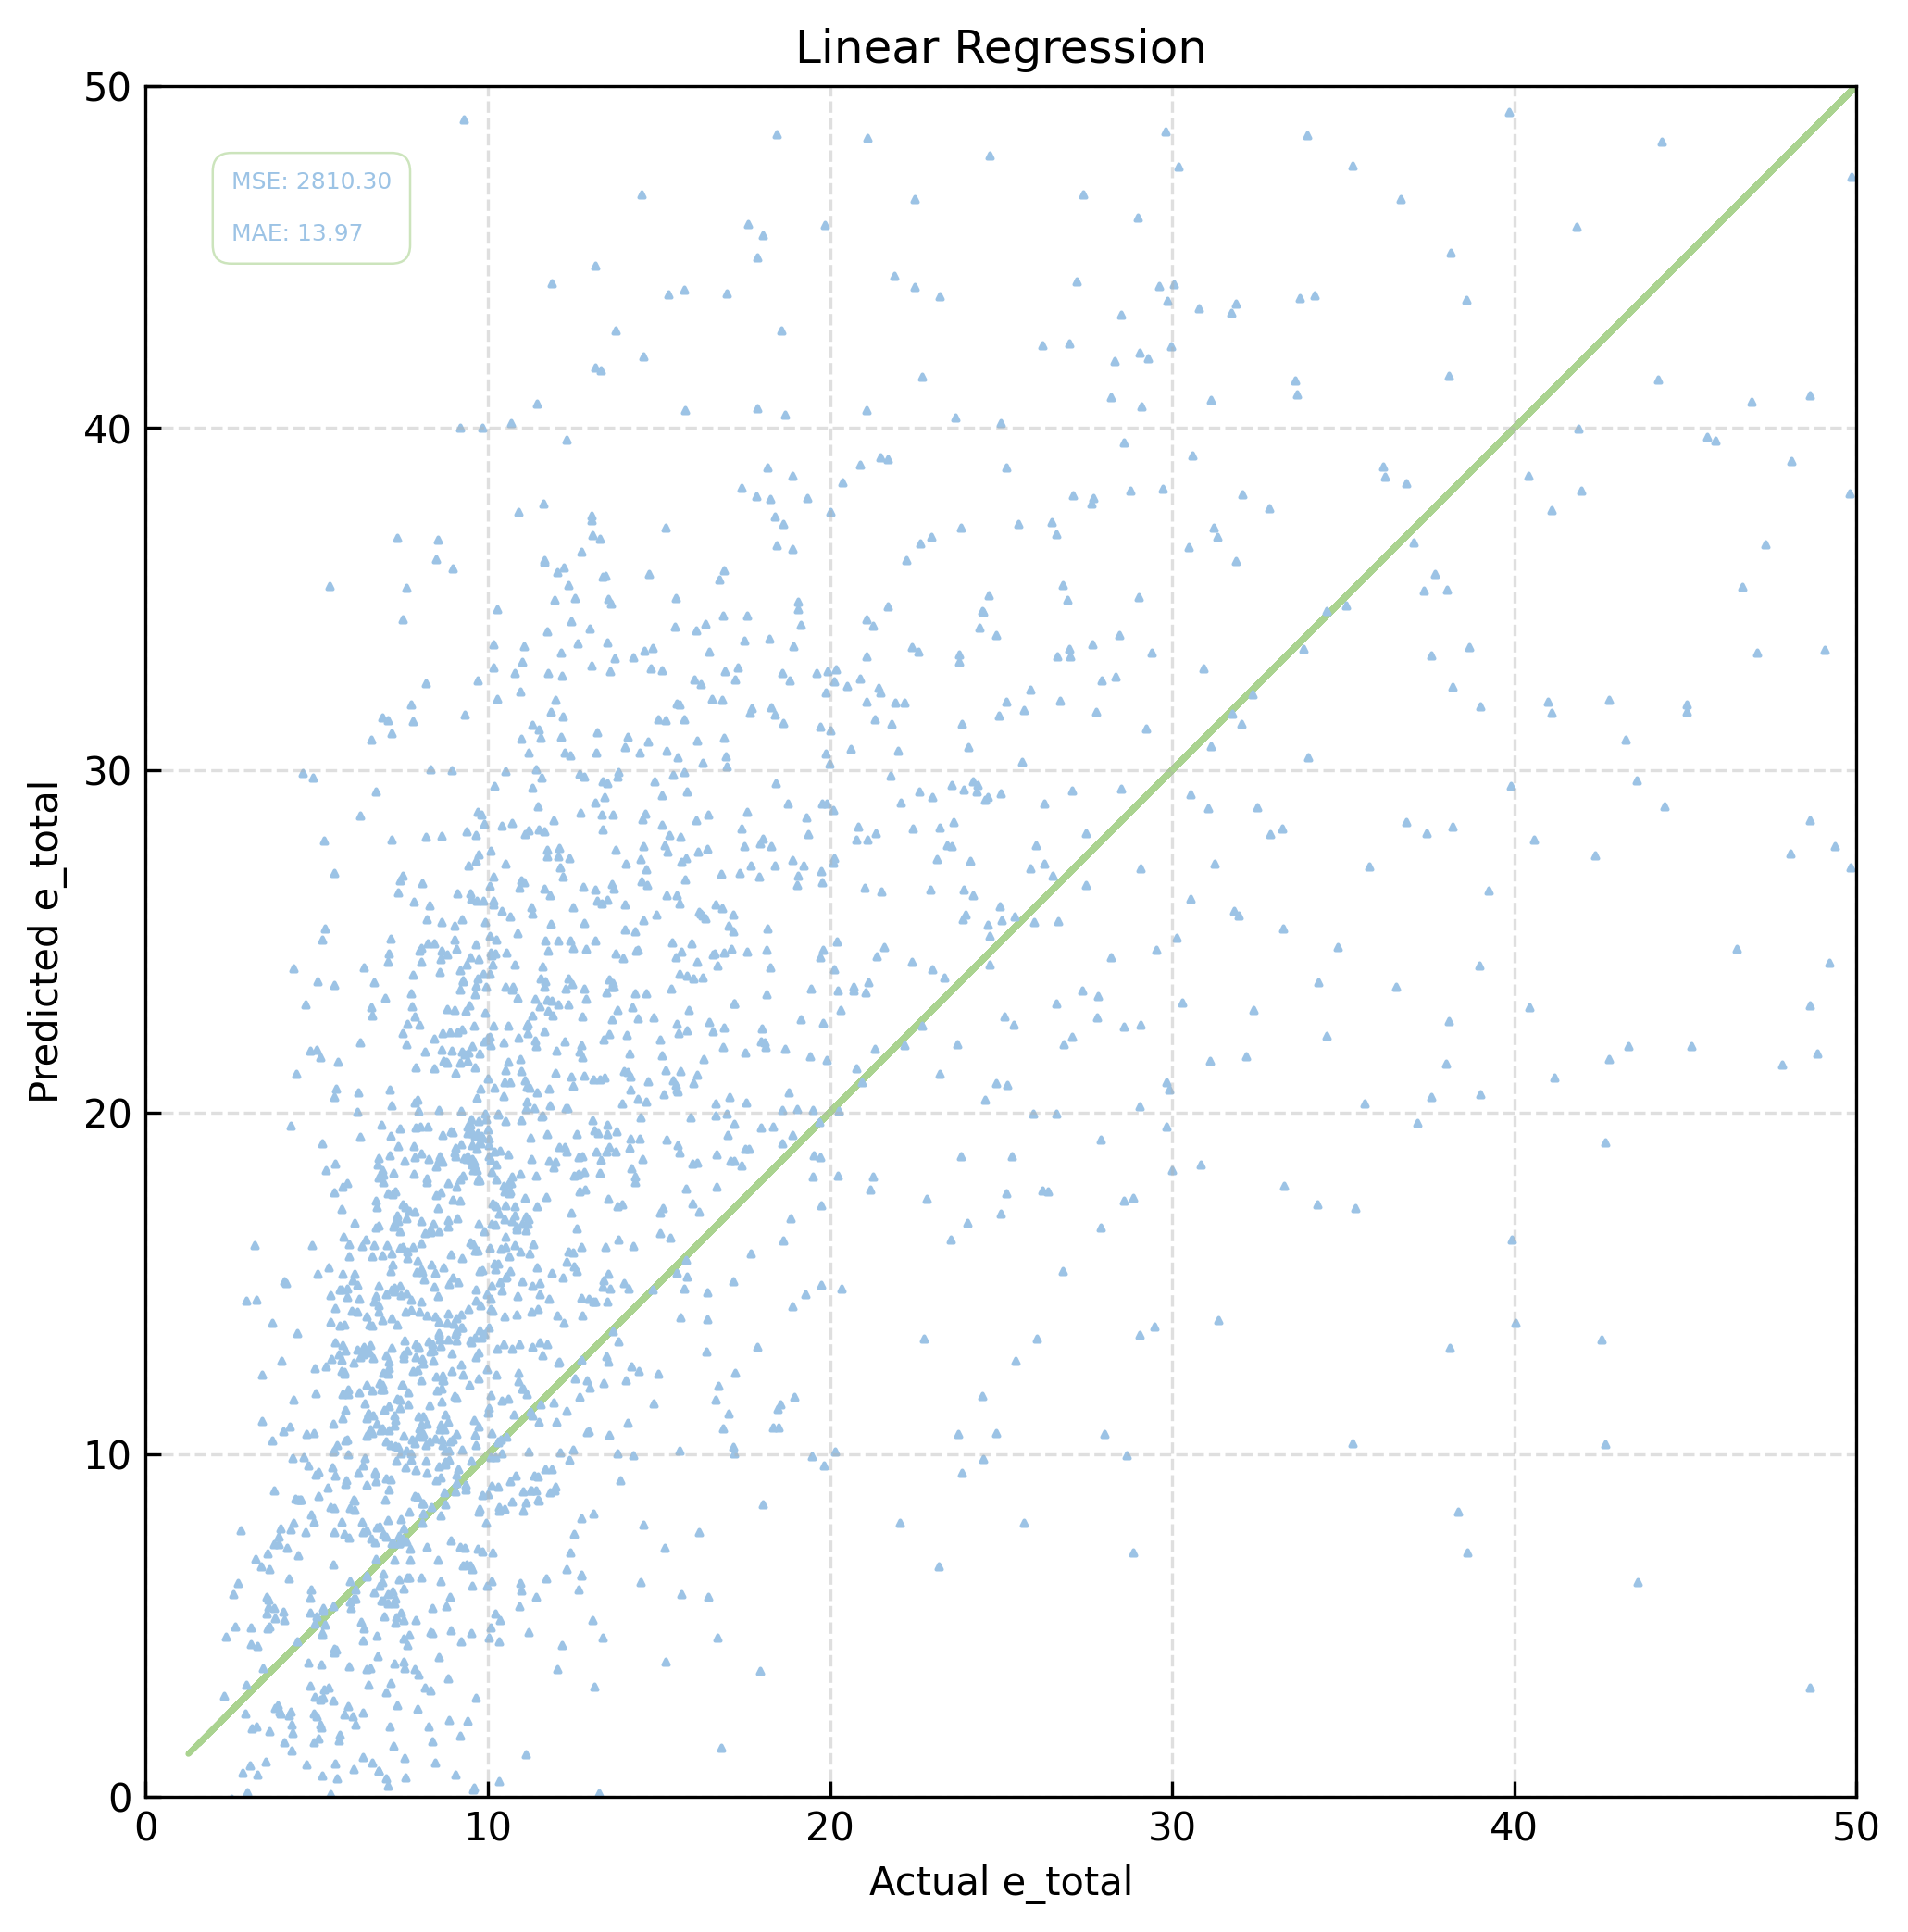 Linear Regression
50
MSE: 2810.30
MAE: 13.97
40
30
Predicted e_total
20
10
0
0 10 20 30 40 50
Actual e_total